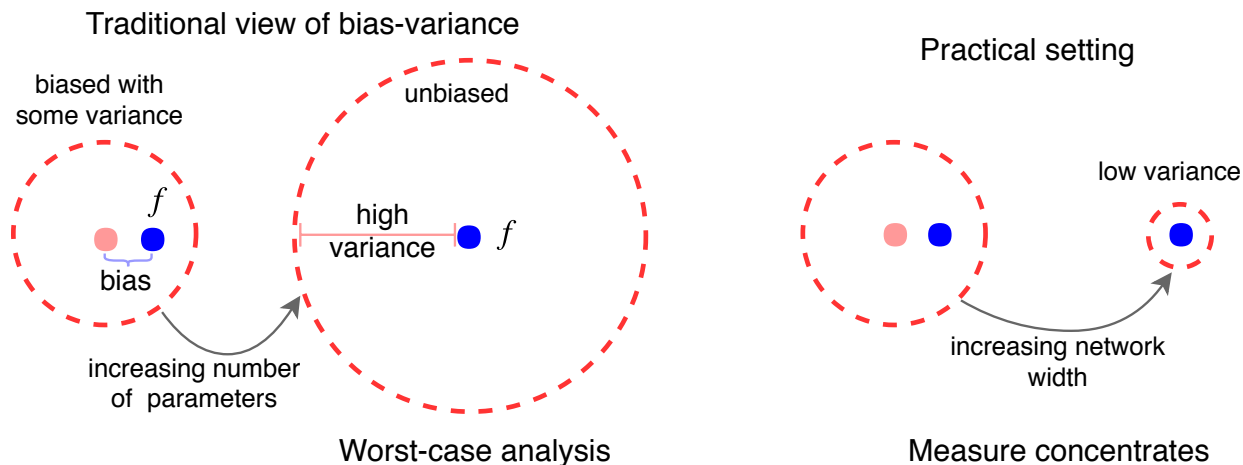 Traditional view of bias-variance
biased with
some variance
f
bias
increasing number
of parameters
unbiased
high
variance
f
Worst-case analysis
Practical setting
low variance
increasing network
width
Measure concentrates